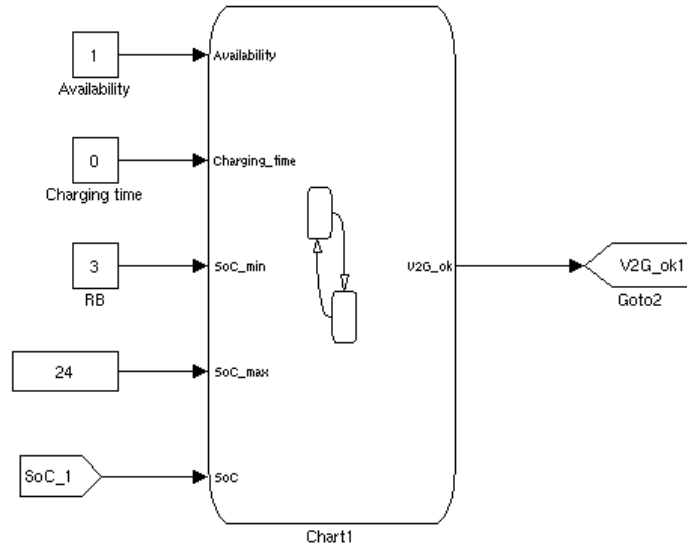 1
Availability
Availability
0
Charging_time
Charging time
3
SoC_min
V2G_ok
V2G_ok1
RB
Goto2
24
SoC_max
SoC_1
SoC
Chart1